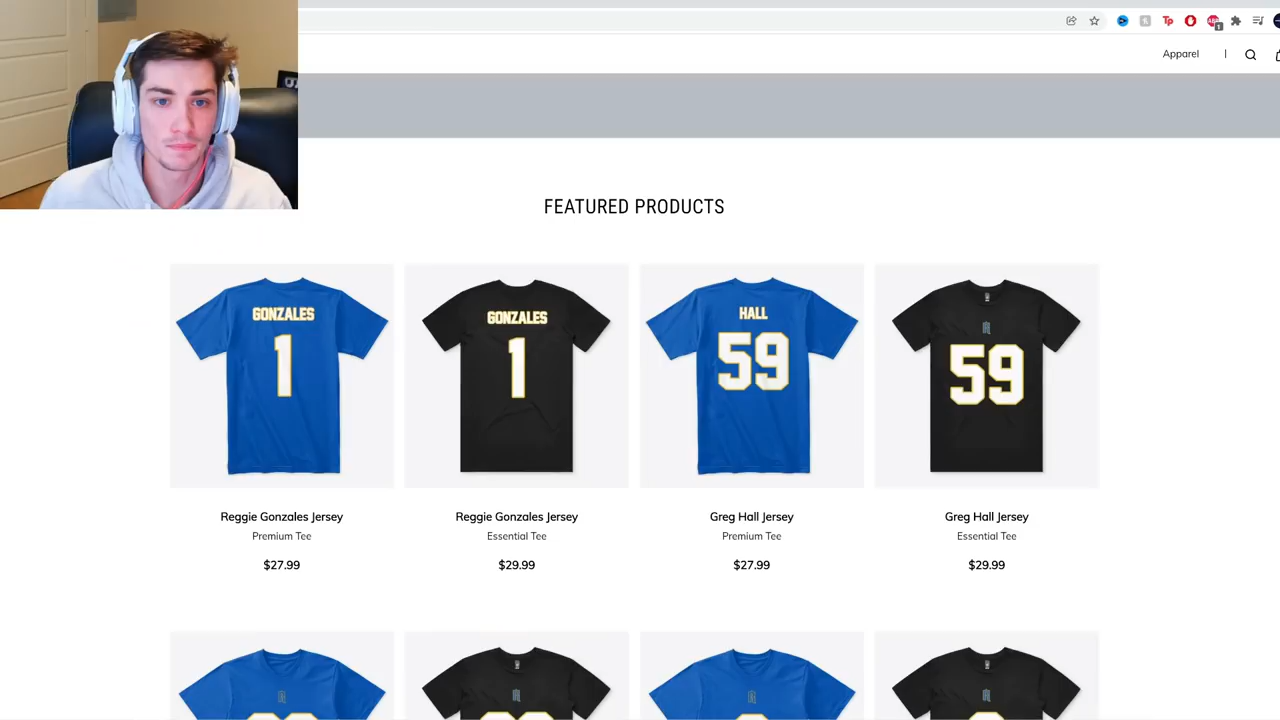 Apparel |
FEATURED PRODUCTS
GONZALES
1
GONZALES
1
HALL
59
59
Reggie Gonzales Jersey
Premium Tee
$27.99
Reggie Gonzales Jersey
Essential Tee
$29.99
Greg Hall Jersey
Premium Tee
$27.99
Greg Hall Jersey
Essential Tee
$29.99